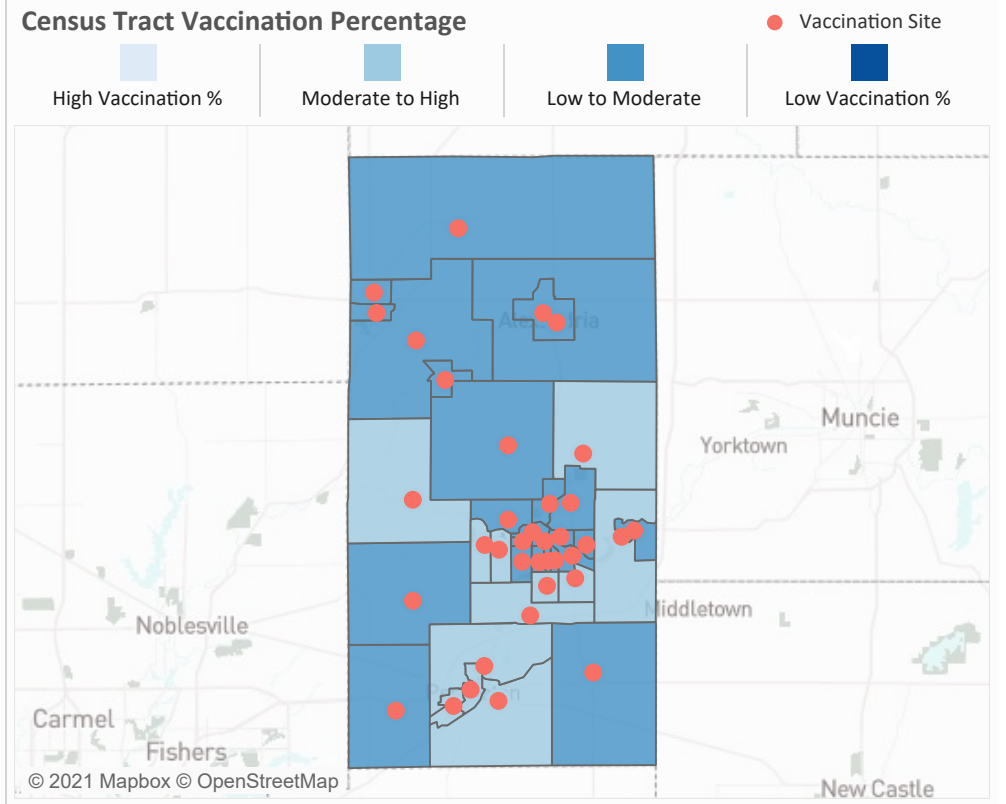 Census Tract Vaccination Percentage
Vaccination Site
High Vaccination %
Moderate to High
Low to Moderate
Low Vaccination %
Alexandria
Muncie
Yorktown
Middletown
Noblesville
Carmel
Fishers
© 2021 Mapbox © OpenStreetMap
New Castle